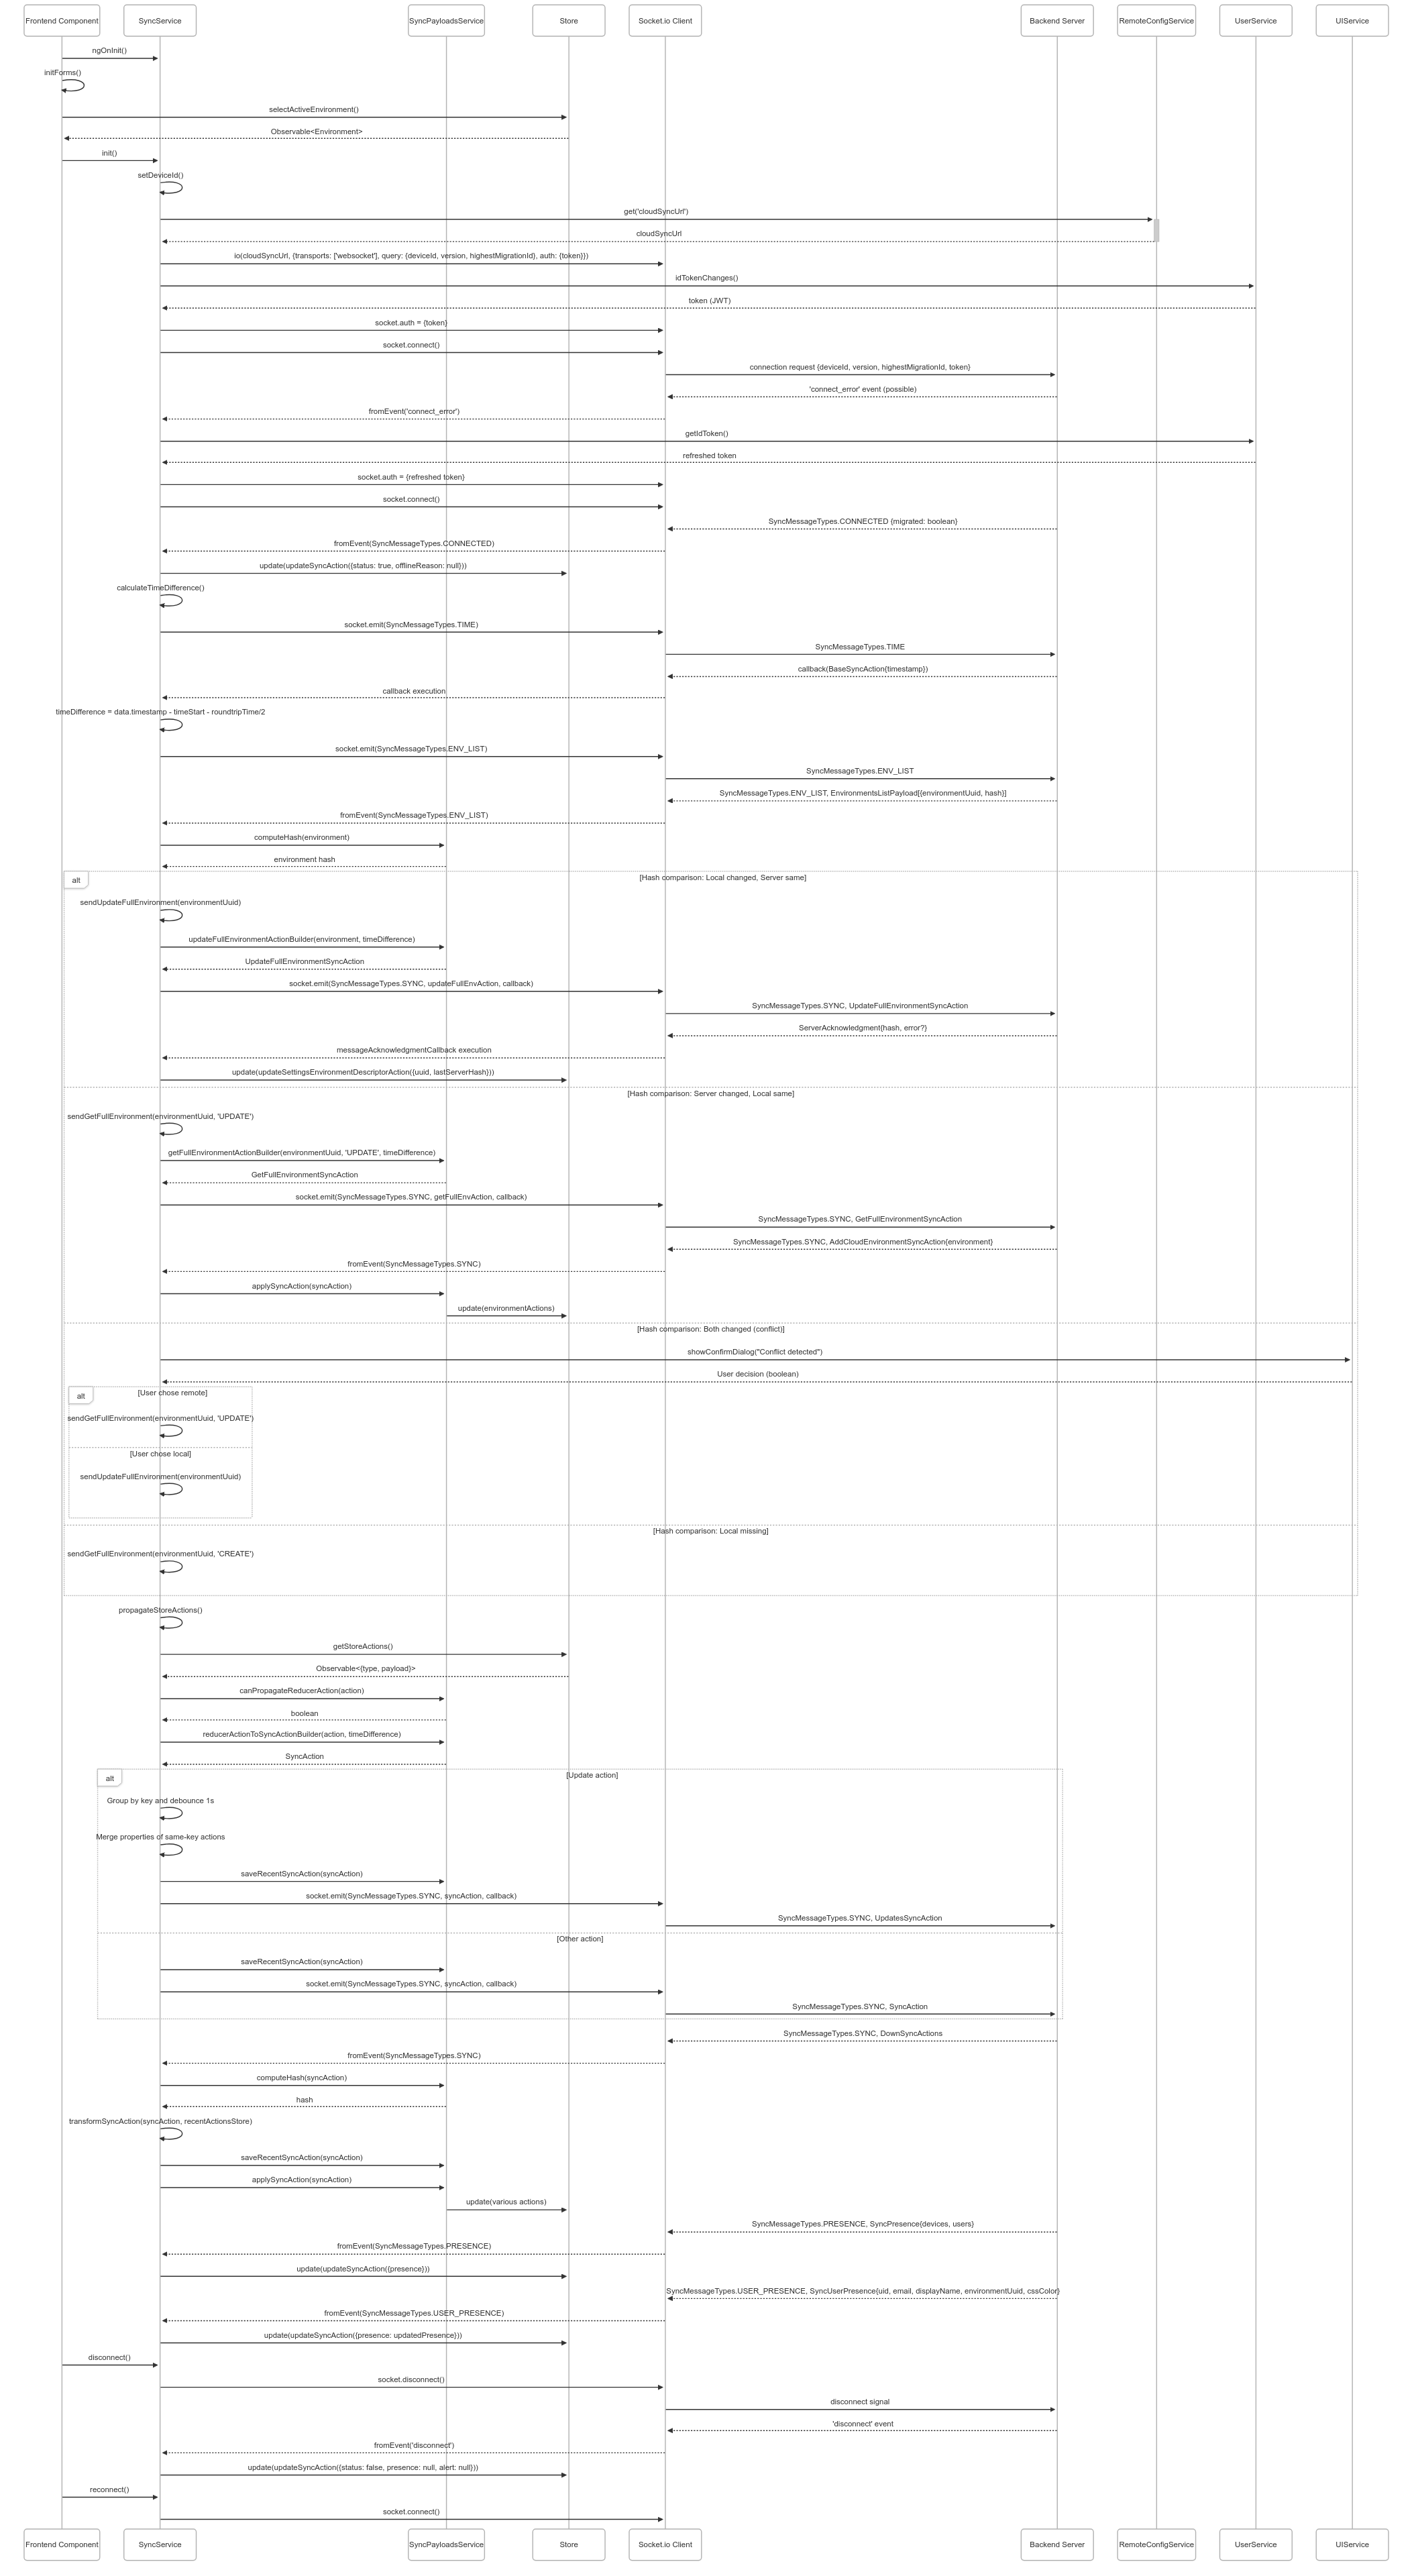 Frontend Component
SyncService
SyncPayloadsService
Store
Socket.io Client
Backend Server
RemoteConfigService
UserService
UIService
ngOnInit()
initForms()
selectActiveEnvironment()
Observable<Environment>
init()
setDeviceId()
get('cloudSyncUrl')
cloudSyncUrl
io(cloudSyncUrl, {transports: ['websocket'], query: {deviceId, version, highestMigrationId}, auth: {token}})
idTokenChanges()
token (JWT)
socket.auth = {token}
socket.connect()
connection request {deviceId, version, highestMigrationId, token}
'connect_error' event (possible)
fromEvent('connect_error')
getIdToken()
refreshed token
socket.auth = {refreshed token}
socket.connect()
SyncMessageTypes.CONNECTED {migrated: boolean}
fromEvent(SyncMessageTypes.CONNECTED)
update(updateSyncAction({status: true, offlineReason: null}))
calculateTimeDifference()
socket.emit(SyncMessageTypes.TIME)
SyncMessageTypes.TIME
callback(BaseSyncAction{timestamp})
callback execution
timeDifference = data.timestamp - timeStart - roundtripTime/2
socket.emit(SyncMessageTypes.ENV_LIST)
SyncMessageTypes.ENV_LIST
SyncMessageTypes.ENV_LIST, EnvironmentsListPayload[{environmentUuid, hash}]
fromEvent(SyncMessageTypes.ENV_LIST)
computeHash(environment)
environment hash
alt
[Hash comparison: Local changed, Server same]
sendUpdateFullEnvironment(environmentUuid)
updateFullEnvironmentActionBuilder(environment, timeDifference)
UpdateFullEnvironmentSyncAction
socket.emit(SyncMessageTypes.SYNC, updateFullEnvAction, callback)
SyncMessageTypes.SYNC, UpdateFullEnvironmentSyncAction
ServerAcknowledgment{hash, error?}
messageAcknowledgmentCallback execution
update(updateSettingsEnvironmentDescriptorAction({uuid, lastServerHash}))
[Hash comparison: Server changed, Local same]
sendGetFullEnvironment(environmentUuid, 'UPDATE')
getFullEnvironmentActionBuilder(environmentUuid, 'UPDATE', timeDifference)
GetFullEnvironmentSyncAction
socket.emit(SyncMessageTypes.SYNC, getFullEnvAction, callback)
SyncMessageTypes.SYNC, GetFullEnvironmentSyncAction
SyncMessageTypes.SYNC, AddCloudEnvironmentSyncAction{environment}
fromEvent(SyncMessageTypes.SYNC)
applySyncAction(syncAction)
update(environmentActions)
[Hash comparison: Both changed (conflict)]
showConfirmDialog("Conflict detected")
User decision (boolean)
alt
[User chose remote]
sendGetFullEnvironment(environmentUuid, 'UPDATE')
[User chose local]
sendUpdateFullEnvironment(environmentUuid)
[Hash comparison: Local missing]
sendGetFullEnvironment(environmentUuid, 'CREATE')
propagateStoreActions()
getStoreActions()
Observable<{type, payload}>
canPropagateReducerAction(action)
boolean
reducerActionToSyncActionBuilder(action, timeDifference)
SyncAction
alt
[Update action]
Group by key and debounce 1s
Merge properties of same-key actions
saveRecentSyncAction(syncAction)
socket.emit(SyncMessageTypes.SYNC, syncAction, callback)
SyncMessageTypes.SYNC, UpdatesSyncAction
[Other action]
saveRecentSyncAction(syncAction)
socket.emit(SyncMessageTypes.SYNC, syncAction, callback)
SyncMessageTypes.SYNC, SyncAction
SyncMessageTypes.SYNC, DownSyncActions
fromEvent(SyncMessageTypes.SYNC)
computeHash(syncAction)
hash
transformSyncAction(syncAction, recentActionsStore)
saveRecentSyncAction(syncAction)
applySyncAction(syncAction)
update(various actions)
SyncMessageTypes.PRESENCE, SyncPresence{devices, users}
fromEvent(SyncMessageTypes.PRESENCE)
update(updateSyncAction({presence}))
SyncMessageTypes.USER_PRESENCE, SyncUserPresence{uid, email, displayName, environmentUuid, cssColor}
fromEvent(SyncMessageTypes.USER_PRESENCE)
update(updateSyncAction({presence: updatedPresence}))
disconnect()
socket.disconnect()
disconnect signal
'disconnect' event
fromEvent('disconnect')
update(updateSyncAction({status: false, presence: null, alert: null}))
reconnect()
socket.connect()
Frontend Component
SyncService
SyncPayloadsService
Store
Socket.io Client
Backend Server
RemoteConfigService
UserService
UIService